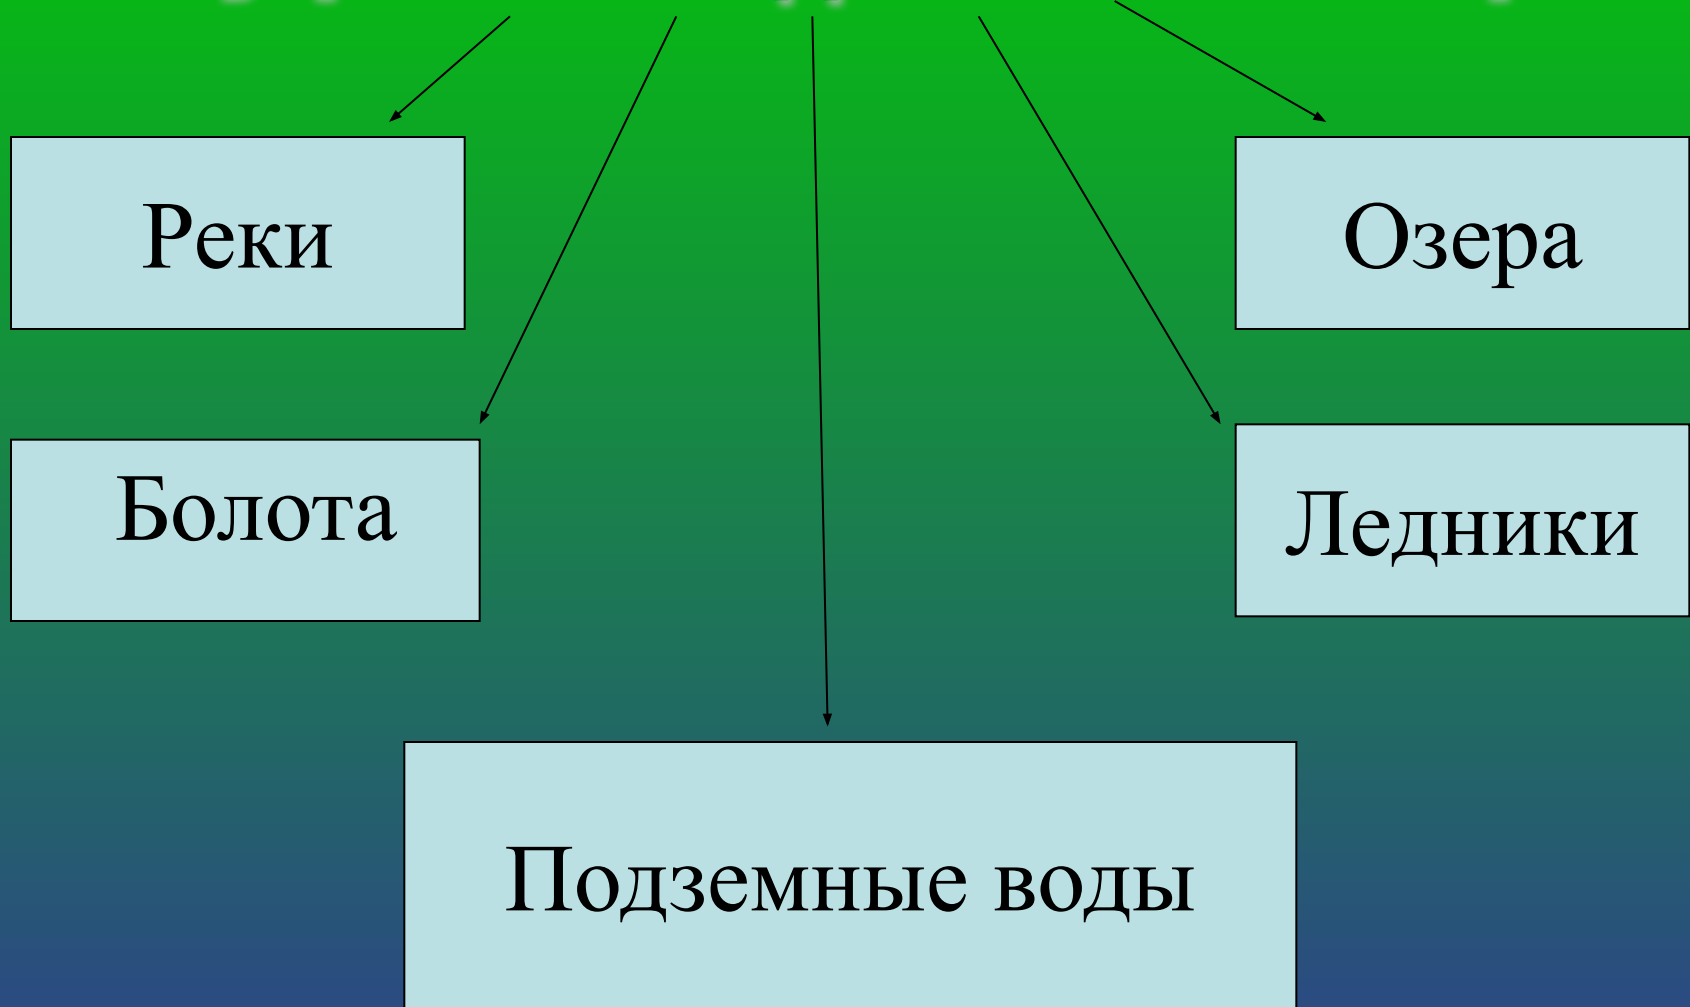 Реки
Озера
Болота
Ледники
Подземные воды